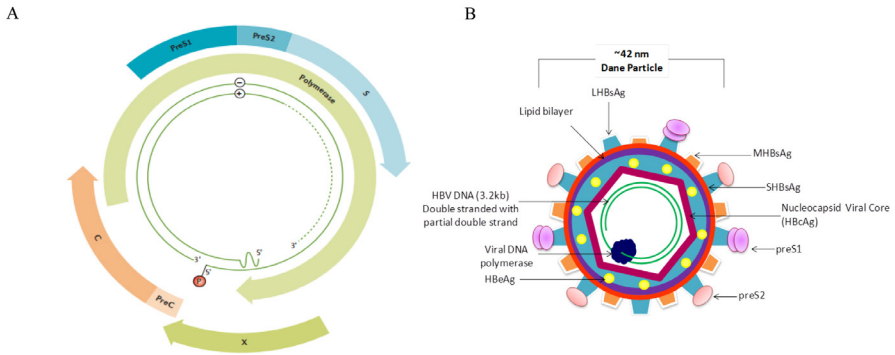 A
PreS1
PreS2
S
Polymerase
−
+
C
PreC
X
3'
5'
P
5'
3'
B
~42 nm
Dane Particle
LHBsAg
Lipid bilayer
MHBsAg
SHBsAg
HBV DNA (3.2kb)
Double stranded with
partial double strand
Nucleocapsid Viral Core
(HBcAg)
Viral DNA
polymerase
preS1
HBeAg
preS2